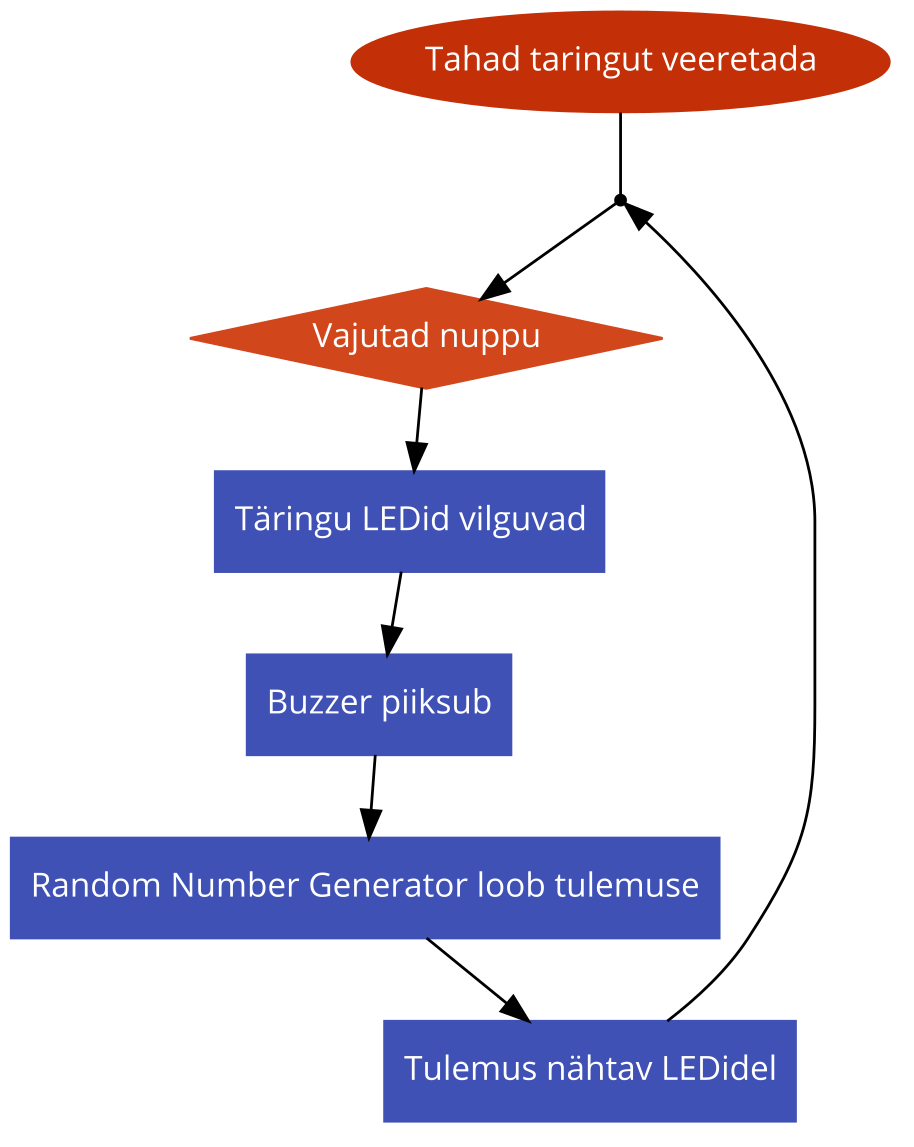 Tahad taringut veeretada
Vajutad nuppu
Täringu LEDid vilguvad
Buzzer piiksub
Random Number Generator loob tulemuse
Tulemus nähtav LEDidel